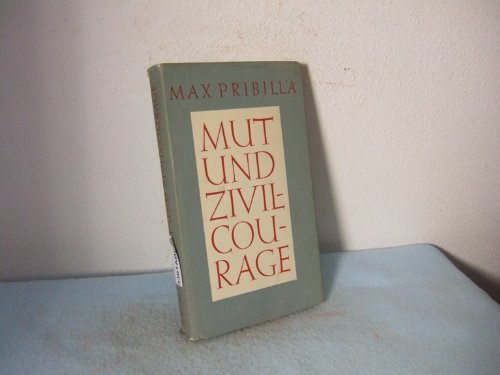 MAX PRIBILLA
MUT
UND
ZIVIL-
COU-
RAGE